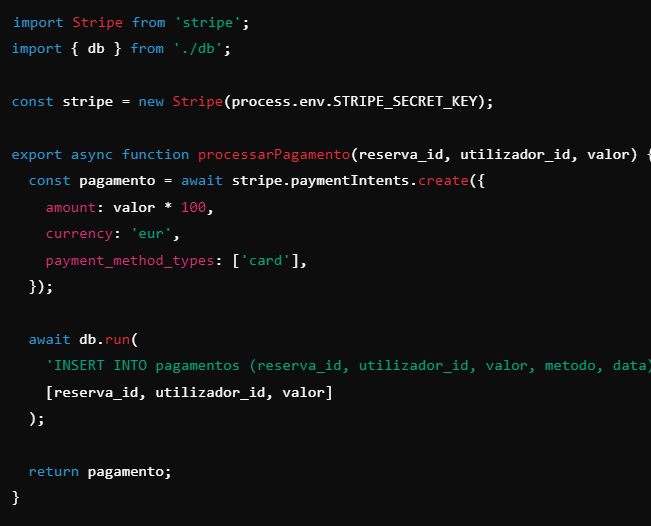 import Stripe from 'stripe';
import { db } from './db';
const stripe = new Stripe(process.env.STRIPE_SECRET_KEY);
export async function processarPagamento(reserva_id, utilizador_id, valor) {
const pagamento = await stripe.paymentIntents.create({
amount: valor * 100,
currency: 'eur',
payment_method_types: ['card'],
});
await db.run(
'INSERT INTO pagamentos (reserva_id, utilizador_id, valor, metodo, data)
[reserva_id, utilizador_id, valor]
);
return pagamento;
}